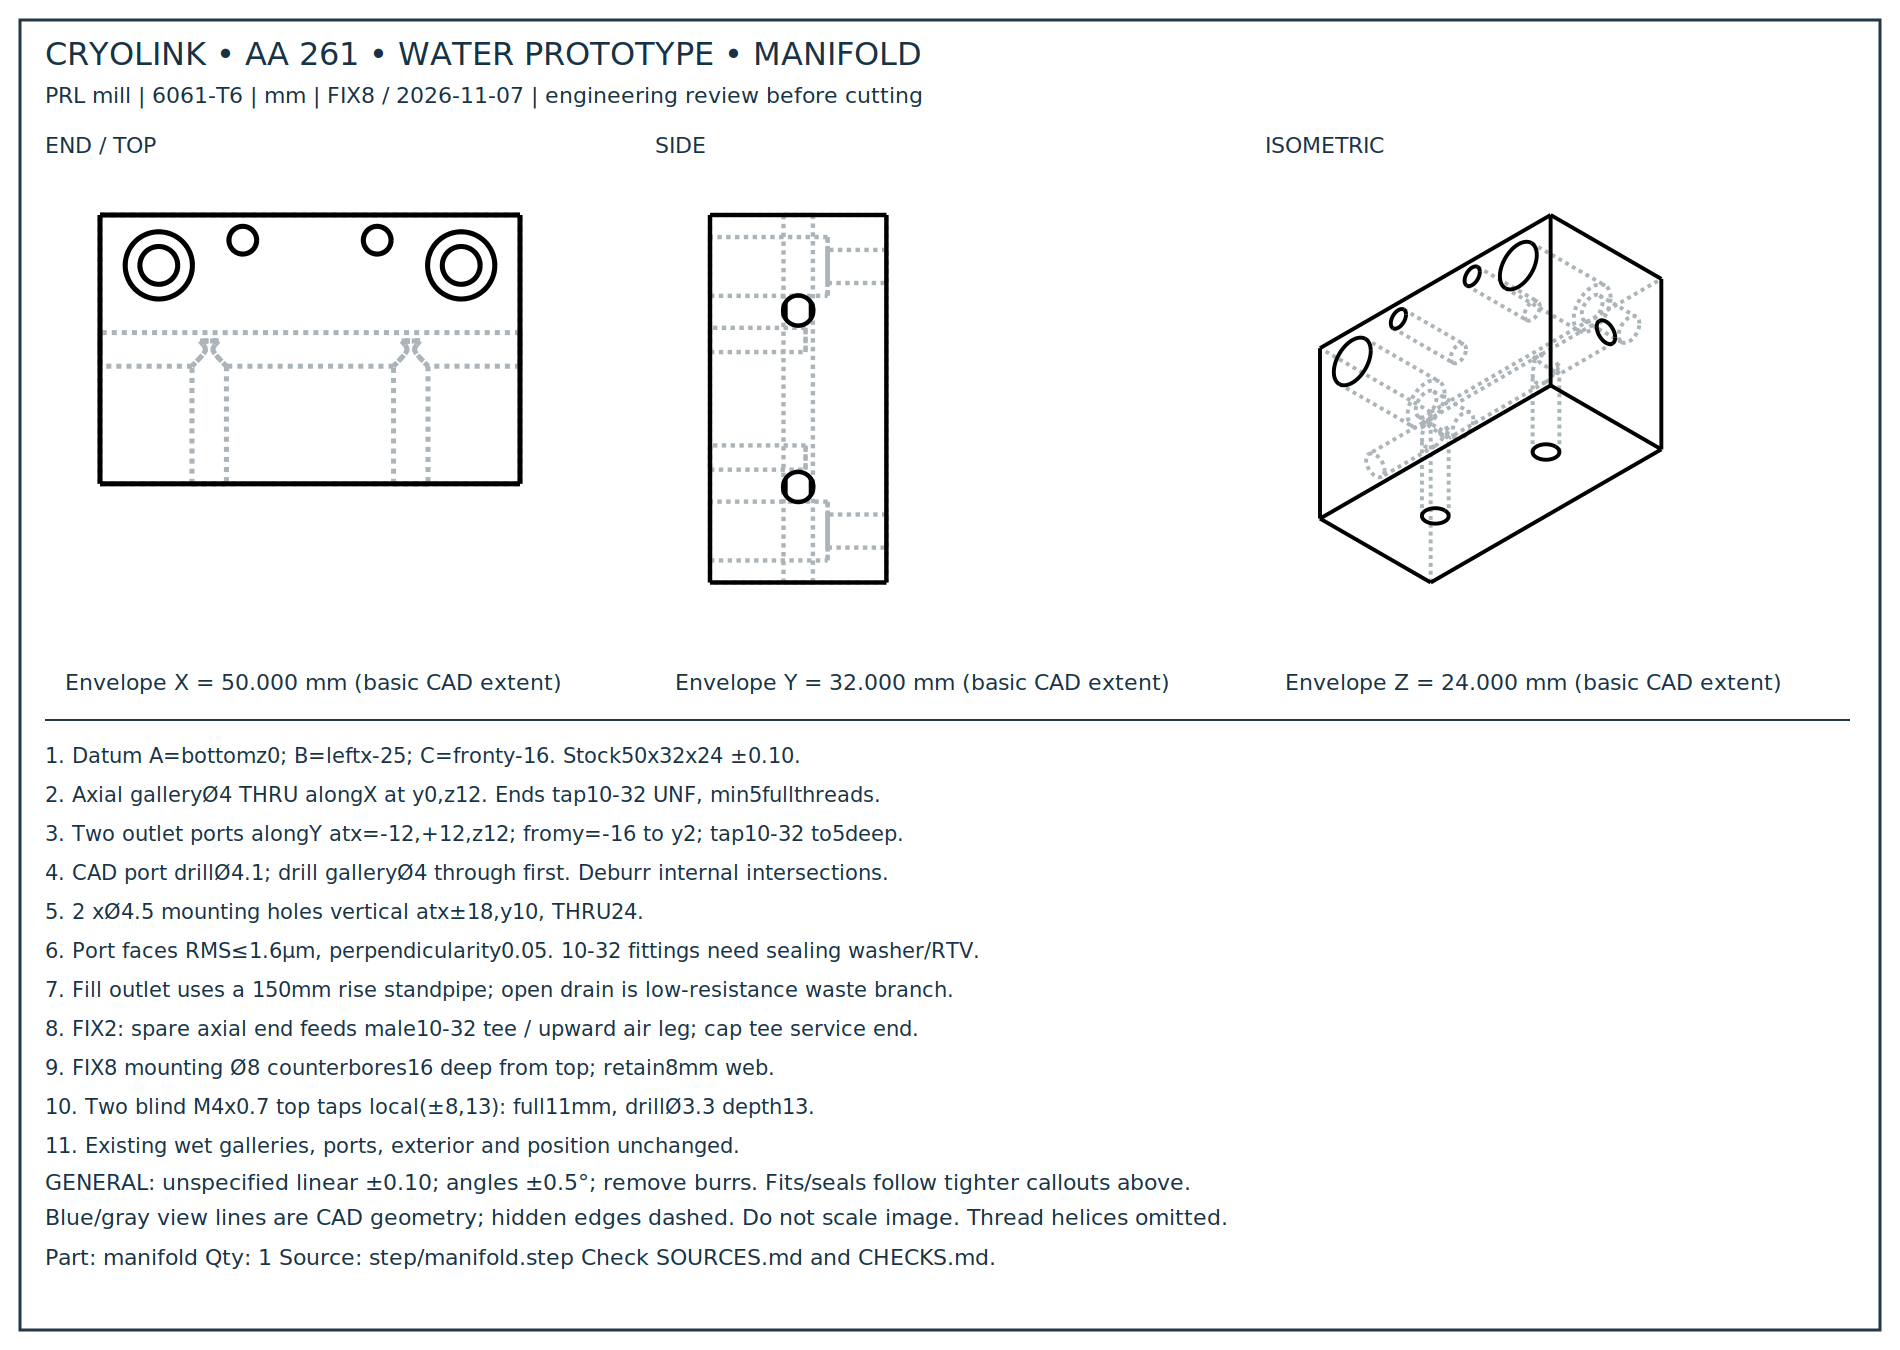 CRYOLINK • AA 261 • WATER PROTOTYPE • MANIFOLD
PRL mill | 6061-T6 | mm | FIX8 / 2026-11-07 | engineering review before cutting
END / TOP
SIDE
ISOMETRIC
Envelope X = 50.000 mm (basic CAD extent)
Envelope Y = 32.000 mm (basic CAD extent)
Envelope Z = 24.000 mm (basic CAD extent)
1. Datum A=bottomz0; B=leftx-25; C=fronty-16. Stock50x32x24 ±0.10.
2. Axial galleryØ4 THRU alongX at y0,z12. Ends tap10-32 UNF, min5fullthreads.
3. Two outlet ports alongY atx=-12,+12,z12; fromy=-16 to y2; tap10-32 to5deep.
4. CAD port drillØ4.1; drill galleryØ4 through first. Deburr internal intersections.
5. 2 xØ4.5 mounting holes vertical atx±18,y10, THRU24.
6. Port faces RMS≤1.6µm, perpendicularity0.05. 10-32 fittings need sealing washer/RTV.
7. Fill outlet uses a 150mm rise standpipe; open drain is low-resistance waste branch.
8. FIX2: spare axial end feeds male10-32 tee / upward air leg; cap tee service end.
9. FIX8 mounting Ø8 counterbores16 deep from top; retain8mm web.
10. Two blind M4x0.7 top taps local(±8,13): full11mm, drillØ3.3 depth13.
11. Existing wet galleries, ports, exterior and position unchanged.
GENERAL: unspecified linear ±0.10; angles ±0.5°; remove burrs. Fits/seals follow tighter callouts above.
Blue/gray view lines are CAD geometry; hidden edges dashed. Do not scale image. Thread helices omitted.
Part: manifold Qty: 1 Source: step/manifold.step Check SOURCES.md and CHECKS.md.